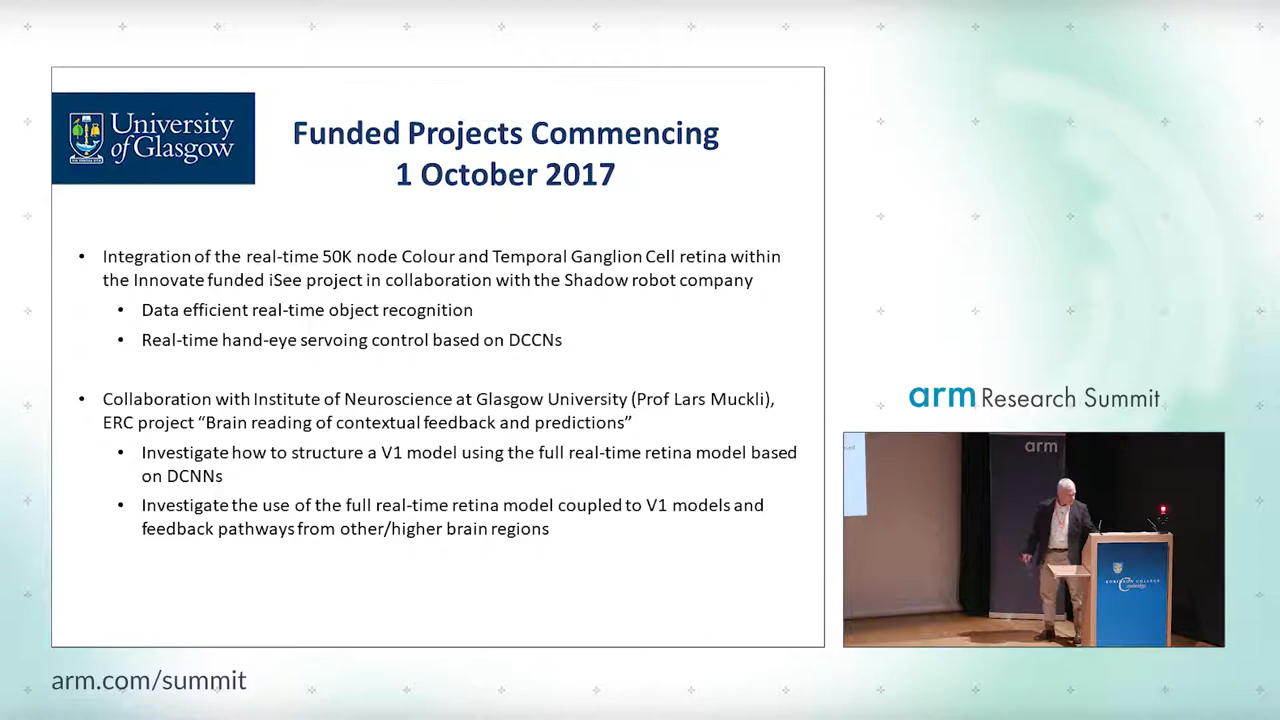 University
of Glasgow
Funded Projects Commencing
1 October 2017
• Integration of the real-time 50K node Colour and Temporal Ganglion Cell retina within
the Innovate funded iSee project in collaboration with the Shadow robot company
• Data efficient real-time object recognition
• Real-time hand-eye servoing control based on DCCNs
• Collaboration with Institute of Neuroscience at Glasgow University (Prof Lars Muckli),
ERC project “Brain reading of contextual feedback and predictions”
• Investigate how to structure a V1 model using the full real-time retina model based
on DCNNs
• Investigate the use of the full real-time retina model coupled to V1 models and
feedback pathways from other/higher brain regions
arm Research Summit
arm
ROBINSON COLLEGE
Cambridge
arm.com/summit